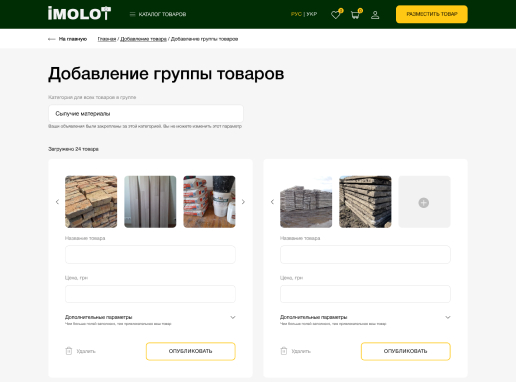 iMOLOT
КАТАЛОГ ТОВАРОВ
РУС | УКР
РАЗМЕСТИТЬ ТОВАР
На главную
Главная / Добавление товара / Добавление группы товаров
Добавление группы товаров
Категория для всех товаров в группе
Сыпучие материалы
Ваши объявления были закреплены за этой категорией. Вы не можете изменять этот параметр
Загружено 24 товара
Название товара
Цена, грн
Дополнительные параметры
Чем больше полей заполнено, тем привлекательнее ваш товар
Удалить
ОПУБЛИКОВАТЬ
Название товара
Цена, грн
Дополнительные параметры
Чем больше полей заполнено, тем привлекательнее ваш товар
Удалить
ОПУБЛИКОВАТЬ